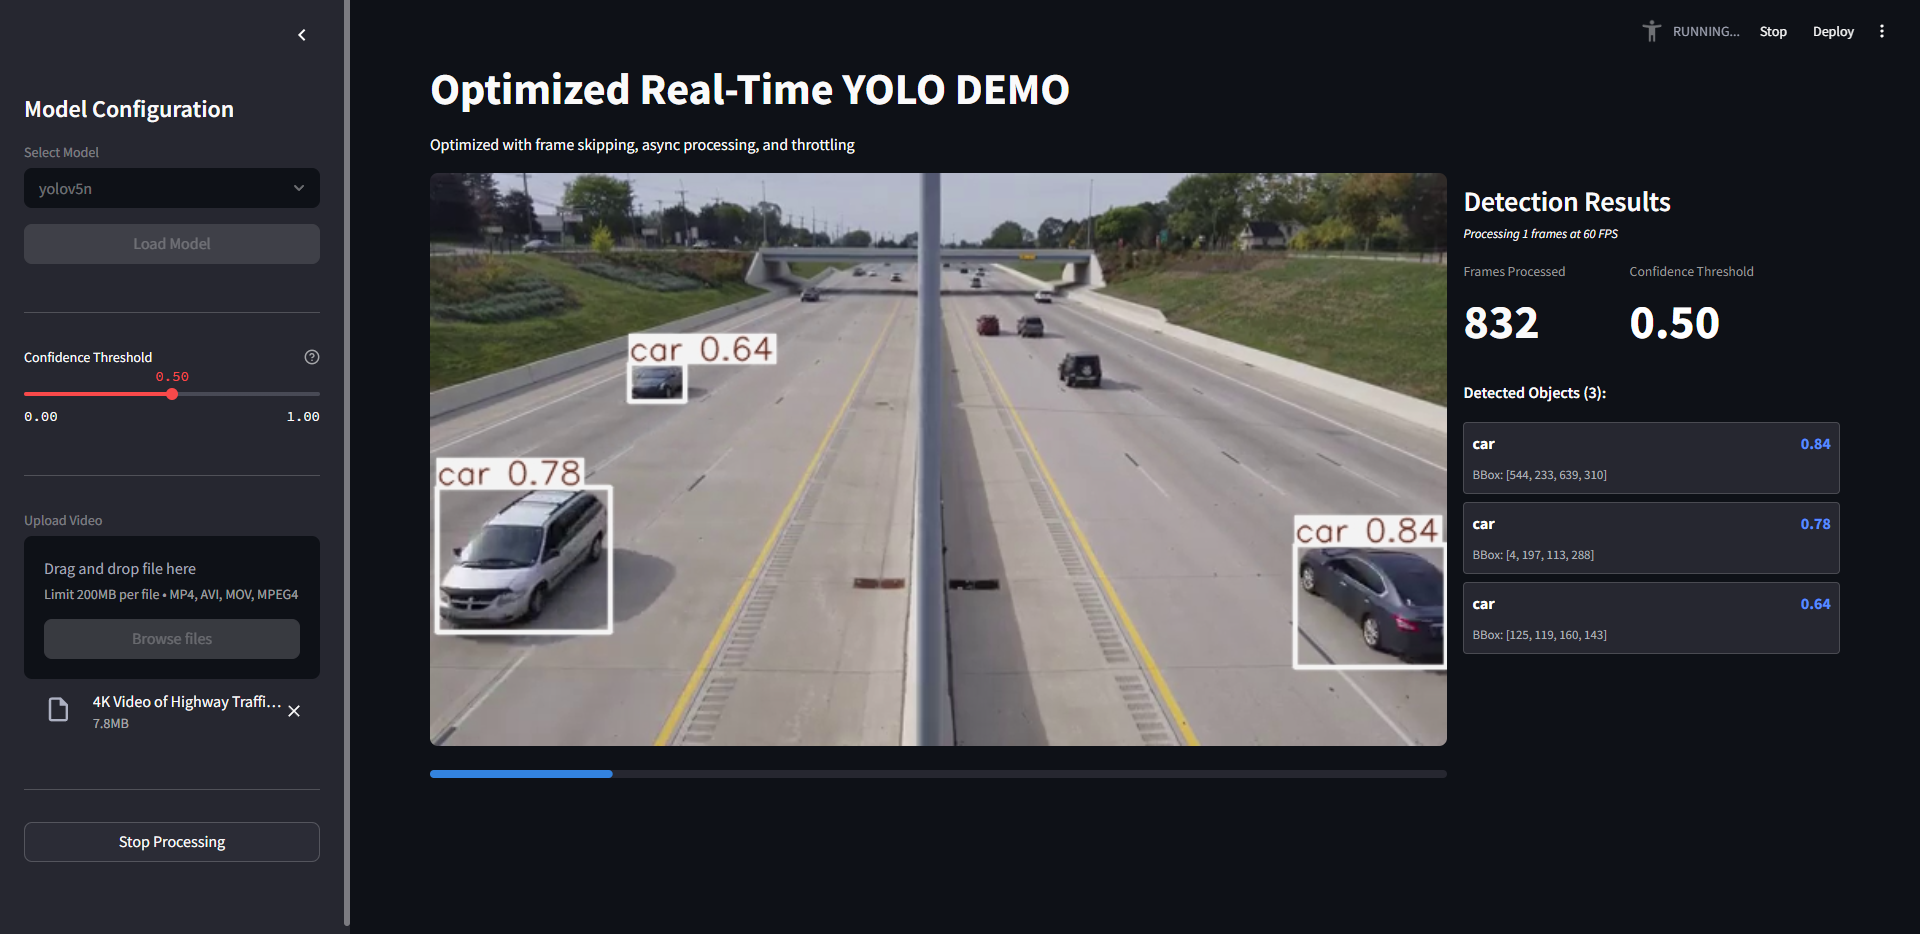 RUNNING...
Stop
Deploy
Model Configuration
Select Model
yolov5n
Load Model
Confidence Threshold
0.50
0.00
1.00
Upload Video
Drag and drop file here
Limit 200MB per file • MP4, AVI, MOV, MPEG4
Browse files
4K Video of Highway Traffi...
7.8MB
Stop Processing
Optimized Real-Time YOLO DEMO
Optimized with frame skipping, async processing, and throttling
car 0.64
car 0.78
car 0.84
Detection Results
Processing 1 frames at 60 FPS
Frames Processed
Confidence Threshold
832
0.50
Detected Objects (3):
car
0.84
BBox: [544, 233, 639, 310]
car
0.78
BBox: [4, 197, 113, 288]
car
0.64
BBox: [125, 119, 160, 143]